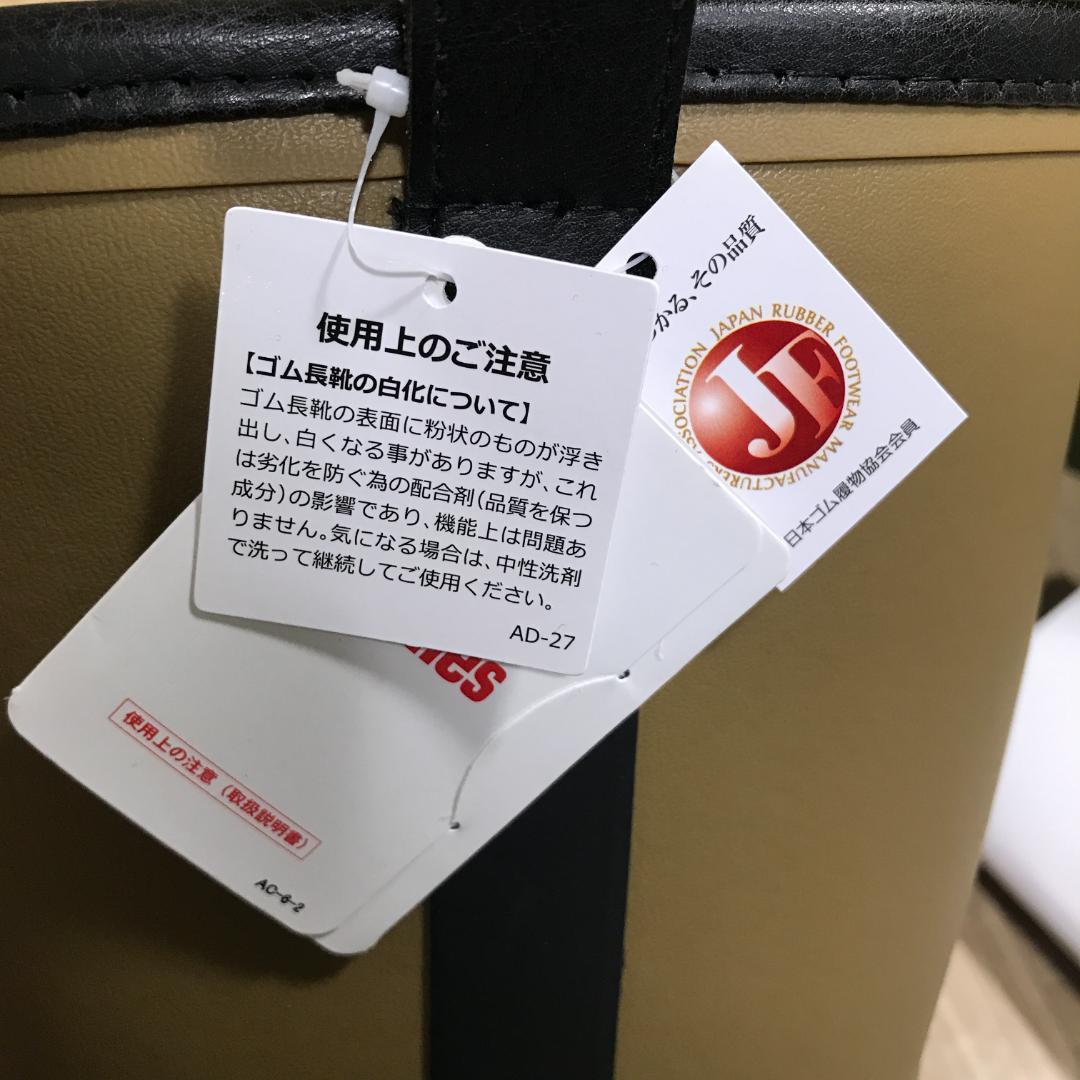 使用上のご注意
【ゴム長靴の白化について】
ゴム長靴の表面に粉状のものが浮き
出し、白くなる事がありますが、これ
は劣化を防ぐ為の配合剤(品質を保つ
成分)の影響であり、機能上は問題あ
りません。気になる場合は、中性洗剤
で洗って継続してご使用ください。
AD-27
かる、その品質
JAPAN RUBBER FOOTWEAR MANUFACTURERS ASSOCIATION
JF
日本ゴム履物協会会員
使用上の注意(取扱説明書)
AC-6-2